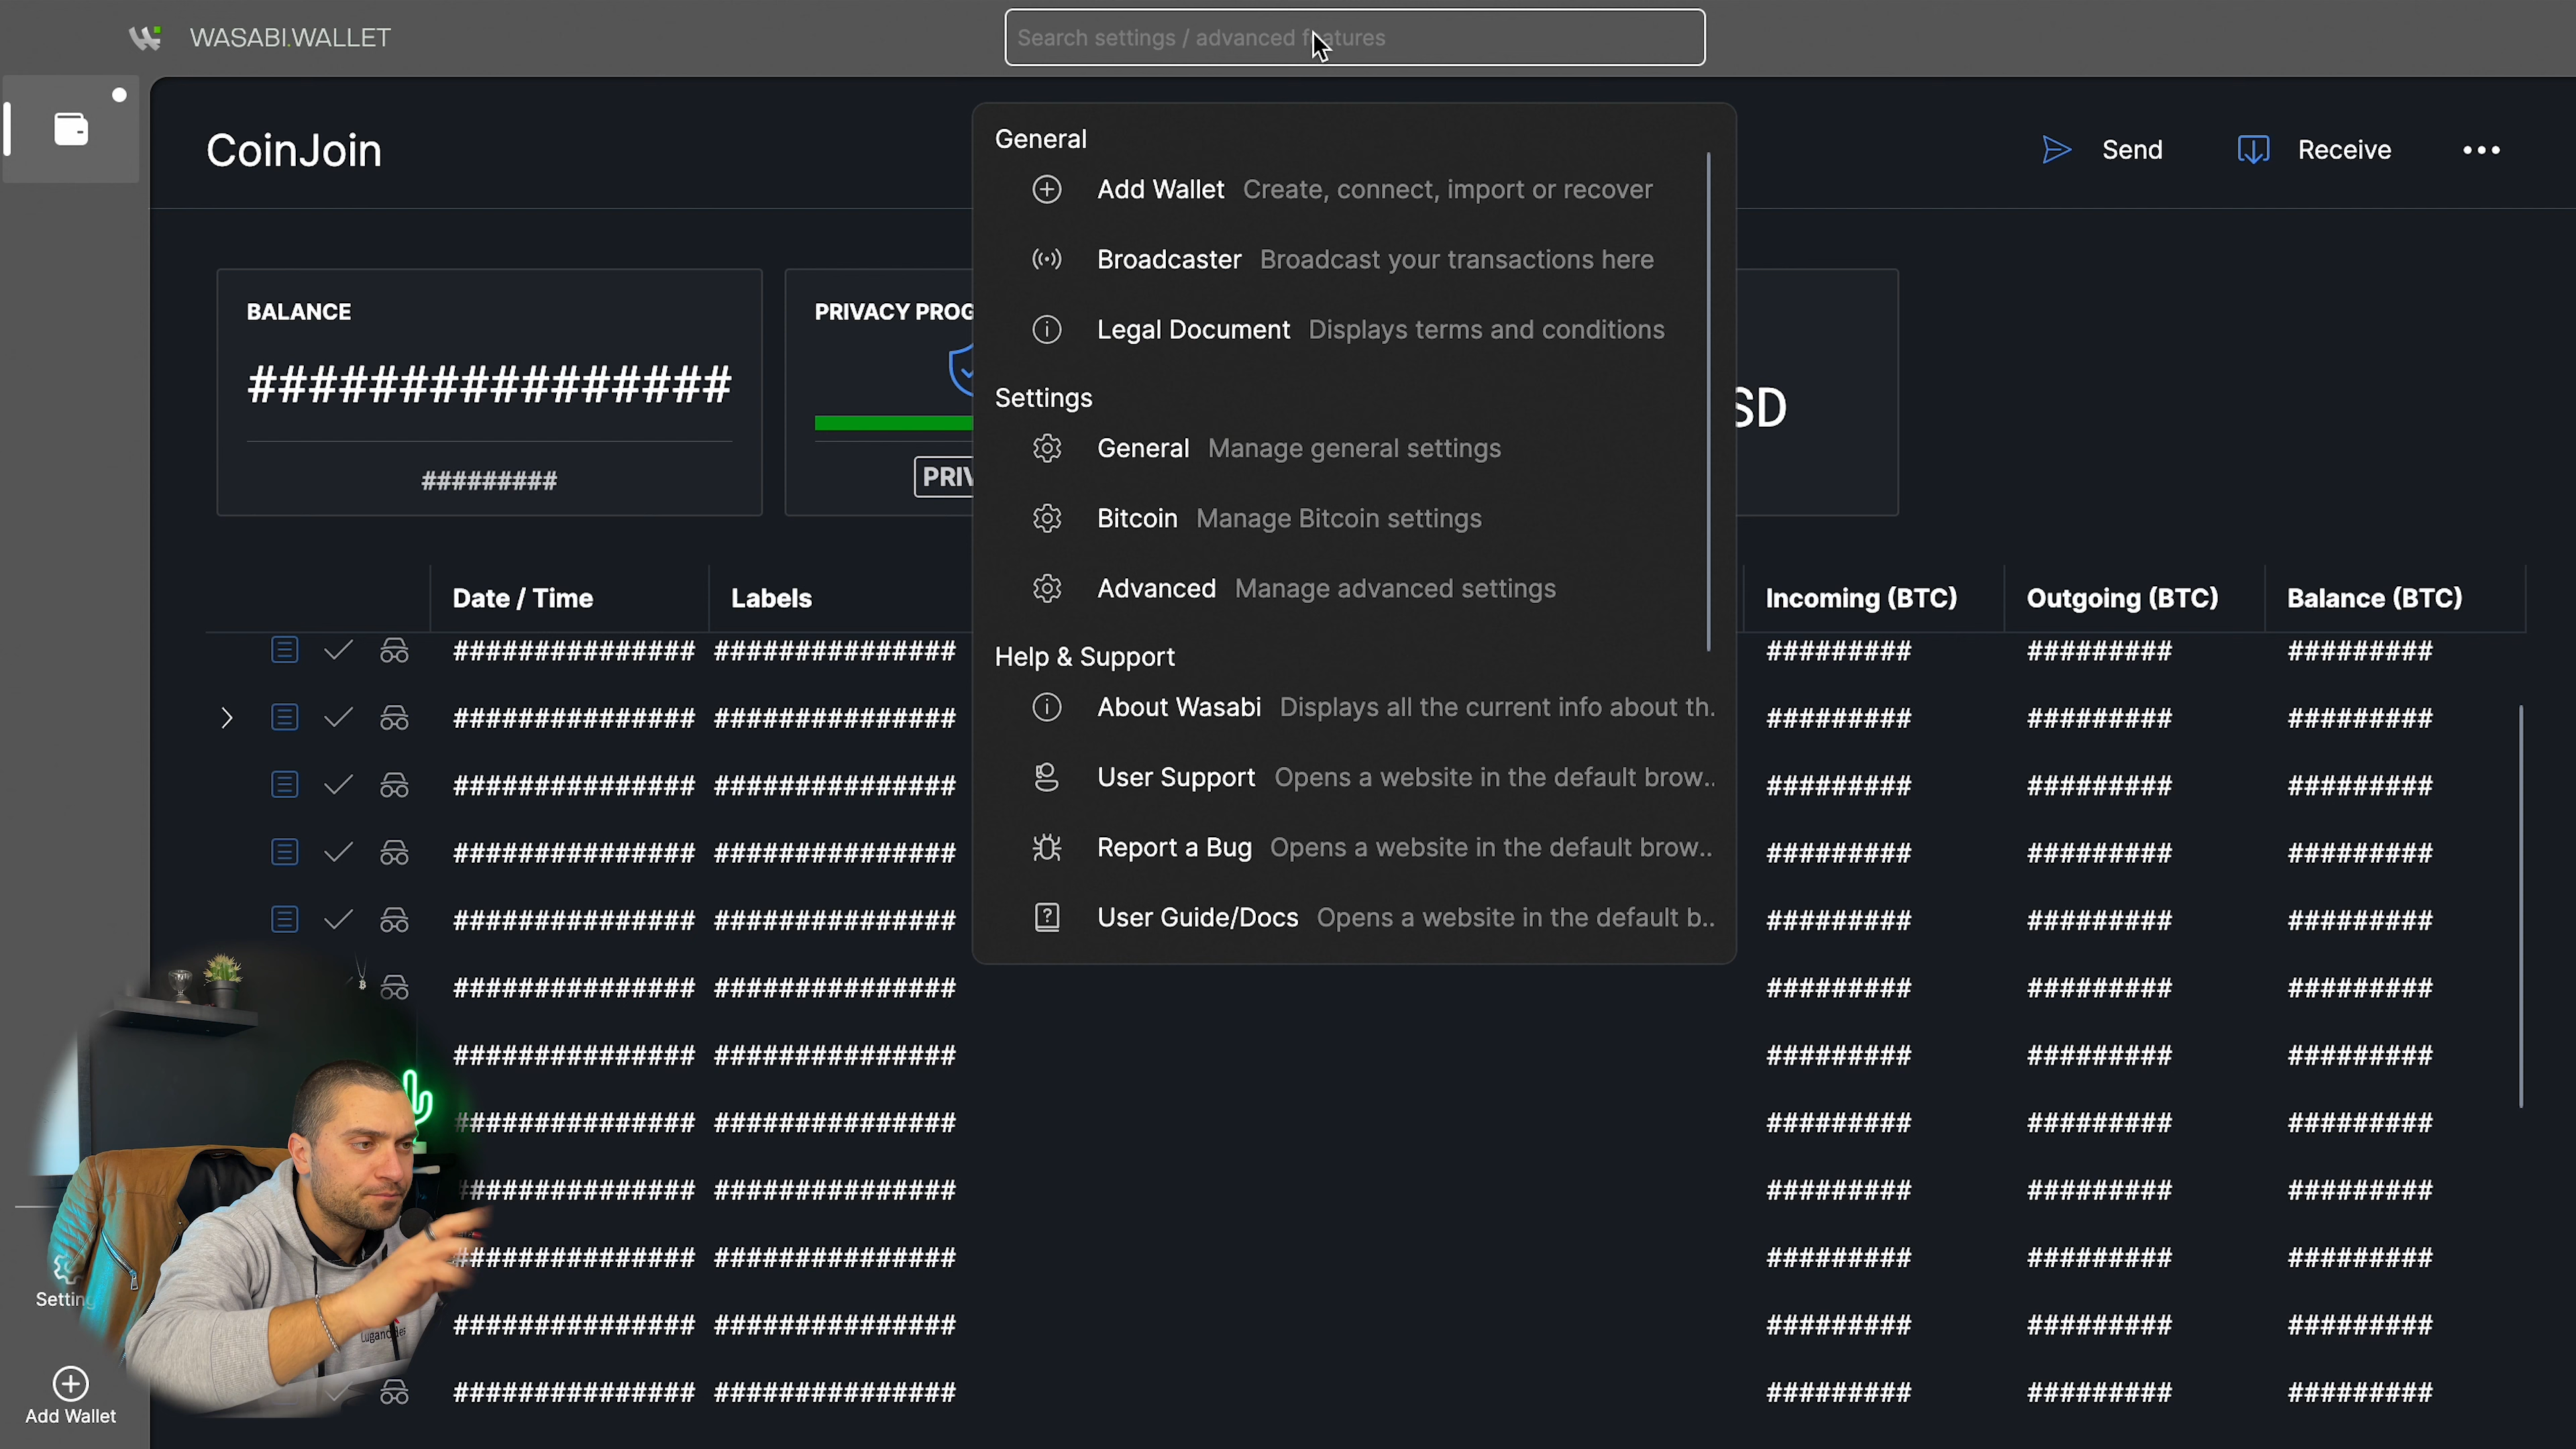 WASABI.WALLET
Search settings / advanced features
CoinJoin
Send
Receive
General
Add Wallet Create, connect, import or recover
Broadcaster Broadcast your transactions here
Legal Document Displays terms and conditions
Settings
General Manage general settings
Bitcoin Manage Bitcoin settings
Advanced Manage advanced settings
Help & Support
About Wasabi Displays all the current info about th.
User Support Opens a website in the default brow..
Report a Bug Opens a website in the default brow..
User Guide/Docs Opens a website in the default b..
BALANCE
################
#########
PRIVACY PROG
PRIV
SD
Date / Time Labels Incoming (BTC) Outgoing (BTC) Balance (BTC)
############### ############### ######### ######### #########
############### ############### ######### ######### #########
############### ############### ######### ######### #########
############### ############### ######### ######### #########
############### ############### ######### ######### #########
############### ############### ######### ######### #########
############### ############### ######### ######### #########
############### ############### ######### ######### #########
############### ############### ######### ######### #########
############### ############### ######### ######### #########
############### ############### ######### ######### #########
############### ############### ######### ######### #########
Setting
Add Wallet